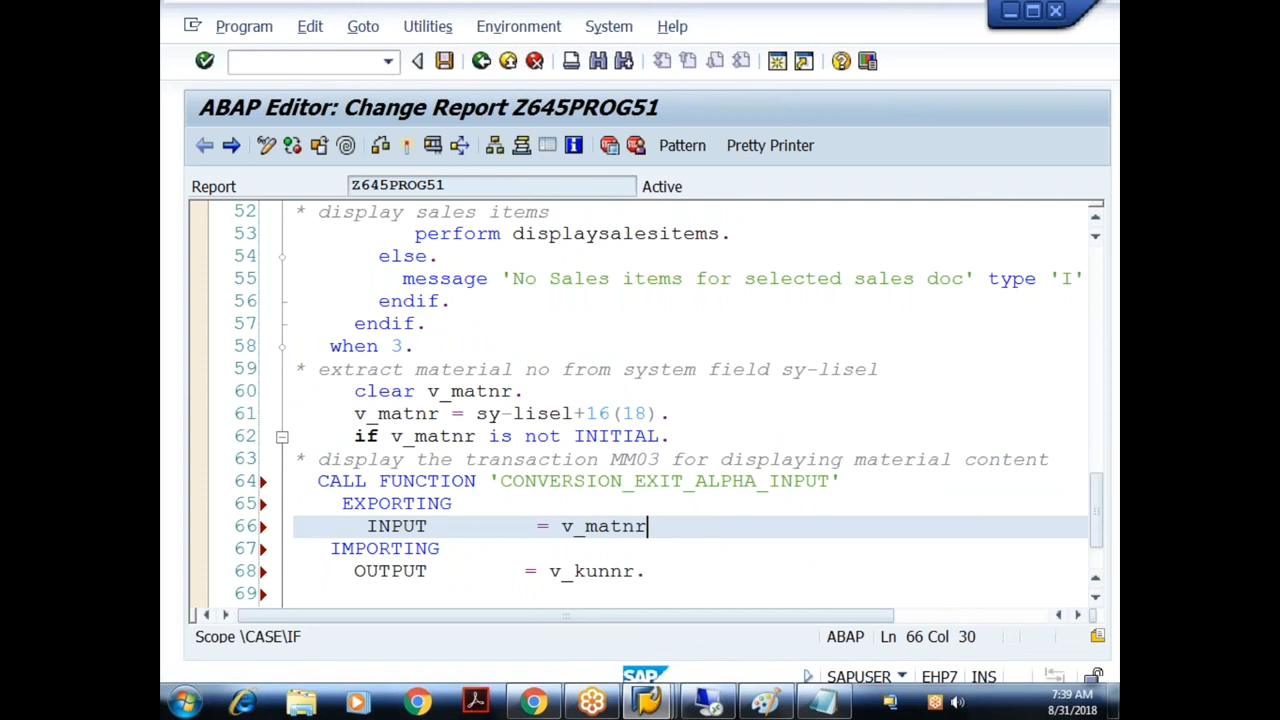 Program Edit Goto Utilities Environment System Help
ABAP Editor: Change Report Z645PROG51
Pattern Pretty Printer
Report Z645PROG51 Active
52 * display sales items
53 perform displaysalesitems.
54 else.
55 message 'No Sales items for selected sales doc' type 'I'
56 endif.
57 endif.
58 when 3.
59 * extract material no from system field sy-lisel
60 clear v_matnr.
61 v_matnr = sy-lisel+16(18).
62 if v_matnr is not INITIAL.
63 * display the transaction MM03 for displaying material content
64 CALL FUNCTION 'CONVERSION_EXIT_ALPHA_INPUT'
65 EXPORTING
66 INPUT = v_matnr
67 IMPORTING
68 OUTPUT = v_kunnr.
69
Scope \CASE\IF ABAP Ln 66 Col 30
SAP SAPUSER EHP7 INS
7:39 AM
8/31/2018